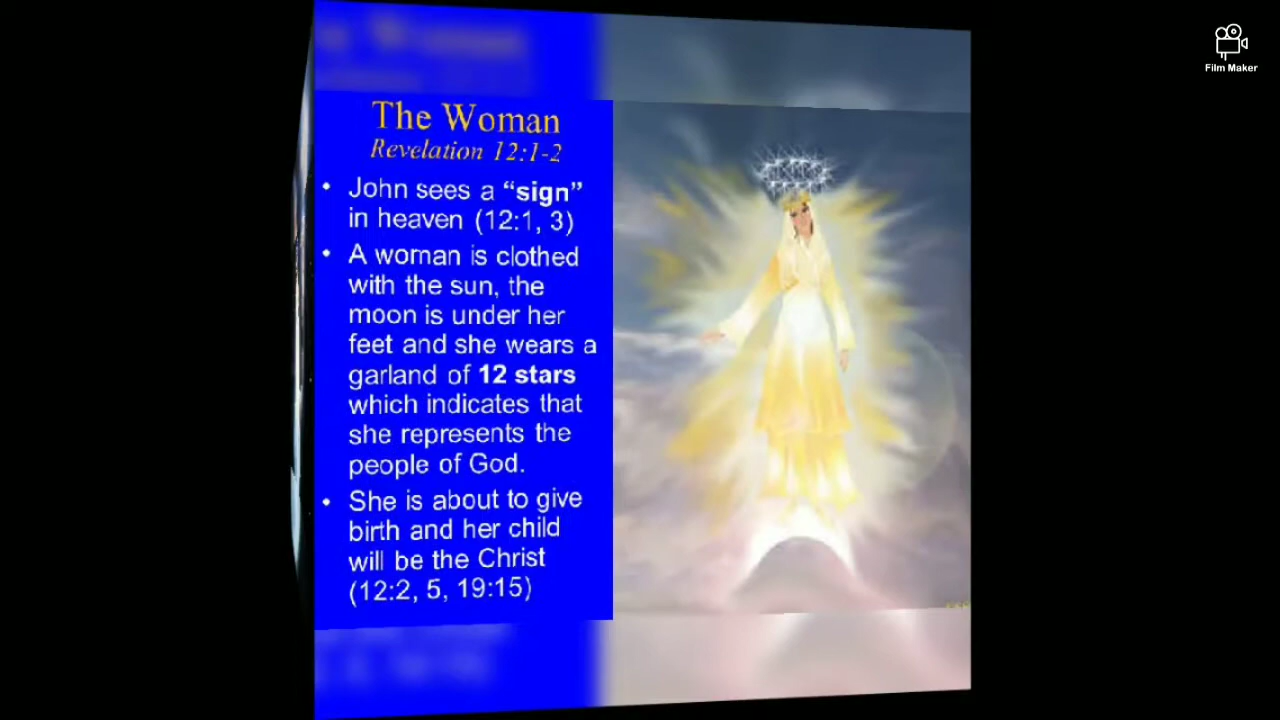 Film Maker
The Woman
Revelation 12:1-2
• John sees a “sign”
in heaven (12:1, 3)
• A woman is clothed
with the sun, the
moon is under her
feet and she wears a
garland of 12 stars
which indicates that
she represents the
people of God.
• She is about to give
birth and her child
will be the Christ
(12:2, 5, 19:15)